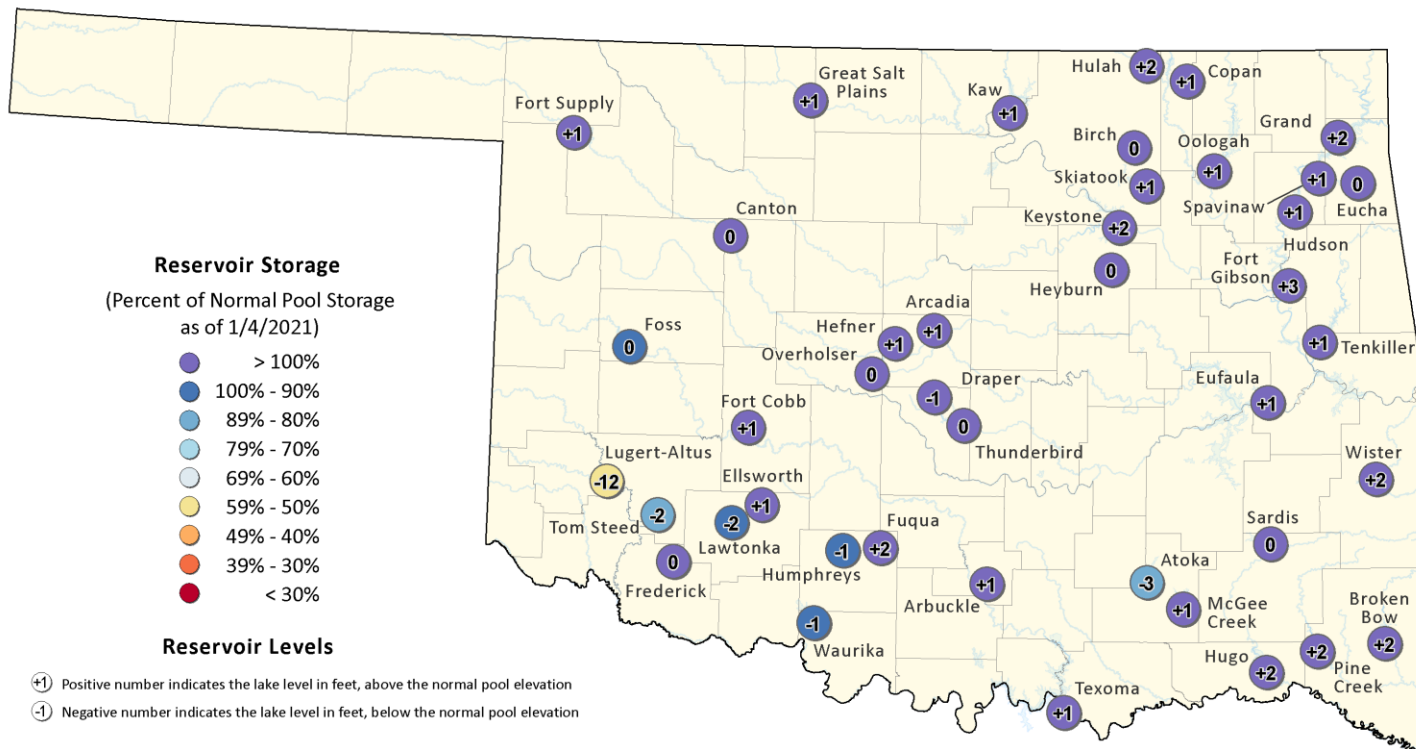 Hulah
+2
+1
Copan
Great Salt
Plains
+1
Kaw
+1
Fort Supply
+1
Grand
+2
Birch
0
Oologah
+1
Skiatook
+1
Spavinaw
+1
0
Eucha
+1
Hudson
Keystone
+2
Canton
0
Heyburn
0
Fort
Gibson
+3
Arcadia
+1
Hefner
+1
Overholser
0
Foss
0
+1
Tenkiller
Draper
-1
Eufaula
+1
Fort Cobb
+1
0
Thunderbird
Lugert-Altus
-12
Ellsworth
+1
Wister
+2
Tom Steed
-2
-2
Lawtonka
Fuqua
+2
-1
Humphreys
Sardis
0
0
Frederick
Atoka
-3
Arbuckle
+1
+1
McGee
Creek
Broken
Bow
+2
-1
Waurika
Hugo
+2
+2
Pine
Creek
Texoma
+1
Reservoir Storage
(Percent of Normal Pool Storage
as of 1/4/2021)
> 100%
100% - 90%
89% - 80%
79% - 70%
69% - 60%
59% - 50%
49% - 40%
39% - 30%
< 30%
Reservoir Levels
+1 Positive number indicates the lake level in feet, above the normal pool elevation
-1 Negative number indicates the lake level in feet, below the normal pool elevation